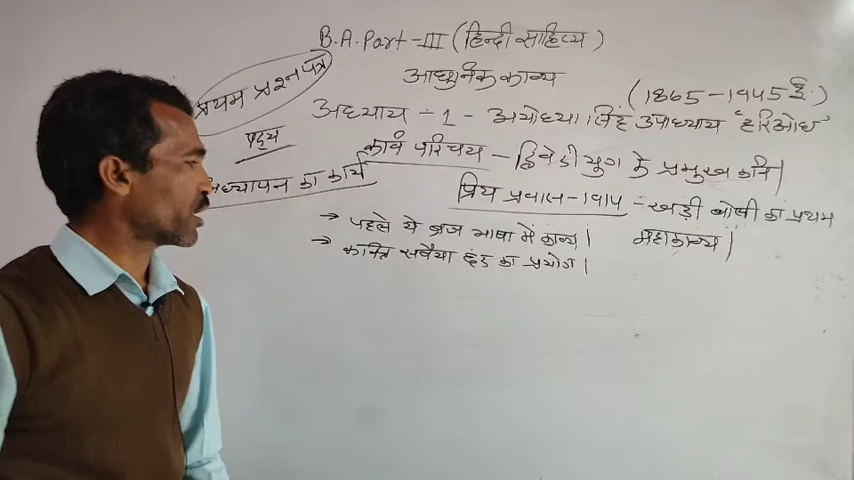 B.A. Part-III (हिन्दी साहित्य)
आधुनिक काव्य
प्रथम प्रश्नपत्र
पद्य
अध्यापन का कार्य
(1865-1945 ई.)
अध्याय - 1 - अयोध्या सिंह उपाध्याय "हरिऔध"
कवि परिचय - द्विवेदी युग के प्रमुख कवि।
प्रिय प्रवास-1914 - खड़ी बोली का प्रथम
महाकाव्य।
→ पहले ये ब्रज भाषा में काव्य।
→ कवित्त सवैया छंद का प्रयोग।